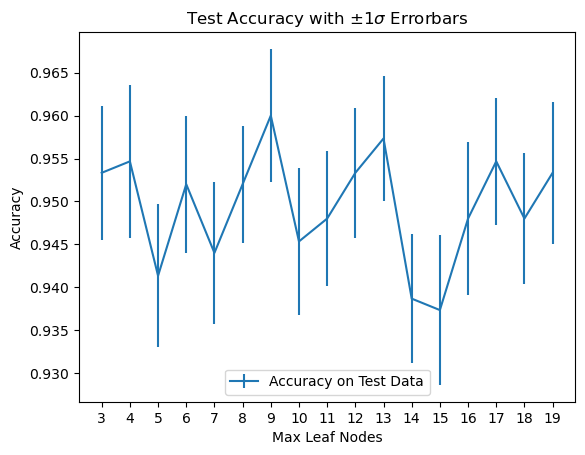 Test Accuracy with ±1σ Errorbars
Accuracy
0.965
0.960
0.955
0.950
0.945
0.940
0.935
0.930
Accuracy on Test Data
3 4 5 6 7 8 9 10 11 12 13 14 15 16 17 18 19
Max Leaf Nodes